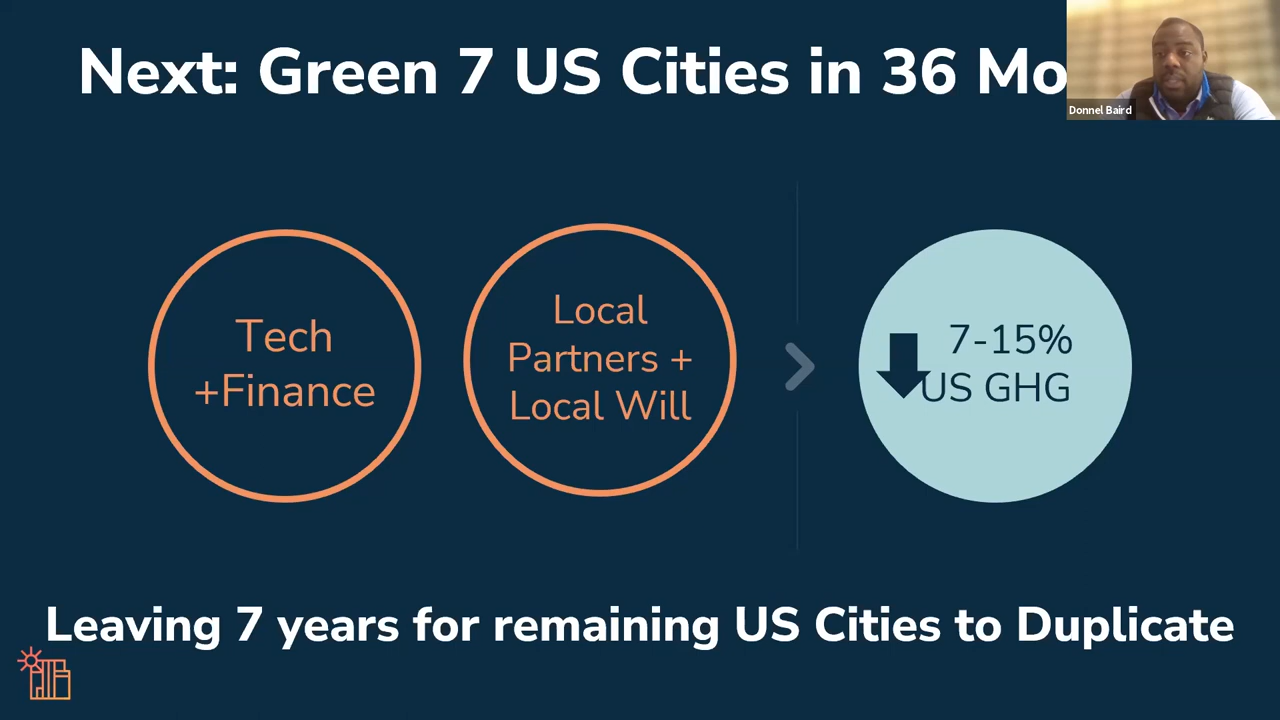 Next: Green 7 US Cities in 36 Mo
Donnel Baird
Tech
+Finance
Local
Partners +
Local Will
7-15%
US GHG
Leaving 7 years for remaining US Cities to Duplicate